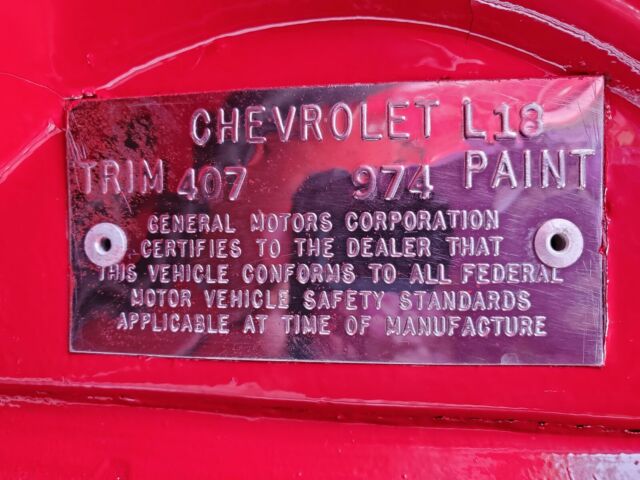 CHEVROLET L18
TRIM 407 974 PAINT
GENERAL MOTORS CORPORATION
CERTIFIES TO THE DEALER THAT
THIS VEHICLE CONFORMS TO ALL FEDERAL
MOTOR VEHICLE SAFETY STANDARDS
APPLICABLE AT TIME OF MANUFACTURE